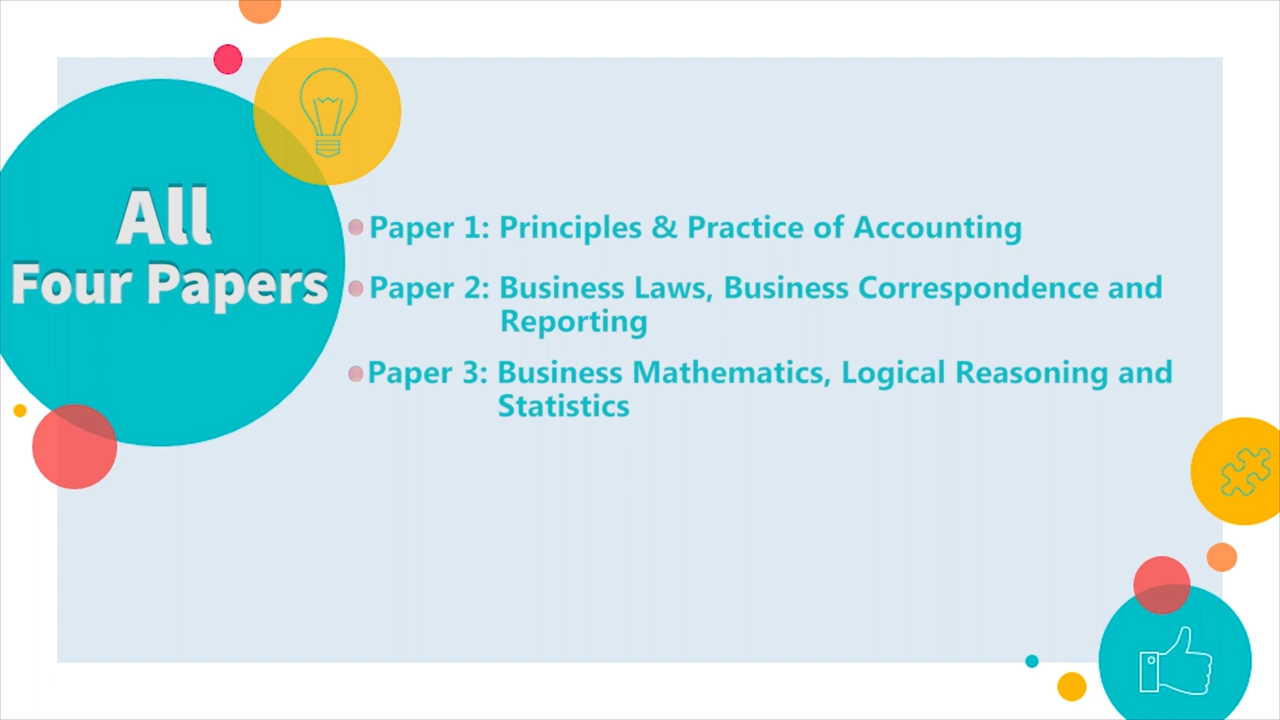 All
Four Papers
Paper 1: Principles & Practice of Accounting
Paper 2: Business Laws, Business Correspondence and
Reporting
Paper 3: Business Mathematics, Logical Reasoning and
Statistics